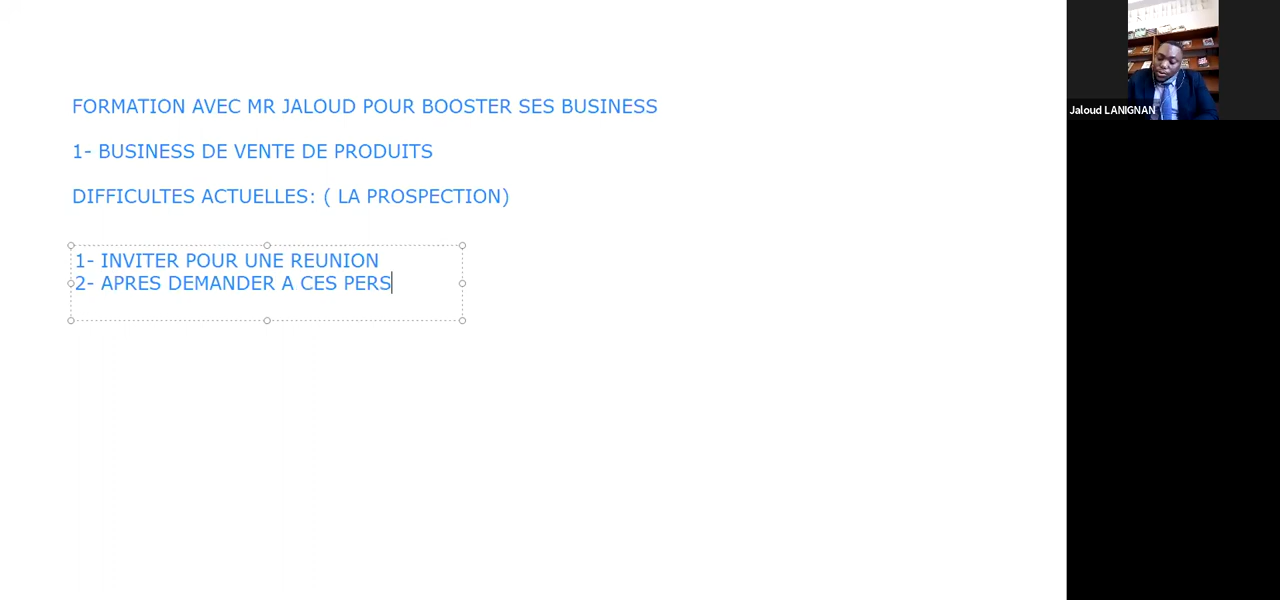 FORMATION AVEC MR JALOUD POUR BOOSTER SES BUSINESS
1- BUSINESS DE VENTE DE PRODUITS
DIFFICULTES ACTUELLES: ( LA PROSPECTION)
1- INVITER POUR UNE REUNION
2- APRES DEMANDER A CES PERS
Jaloud LANIGNAN